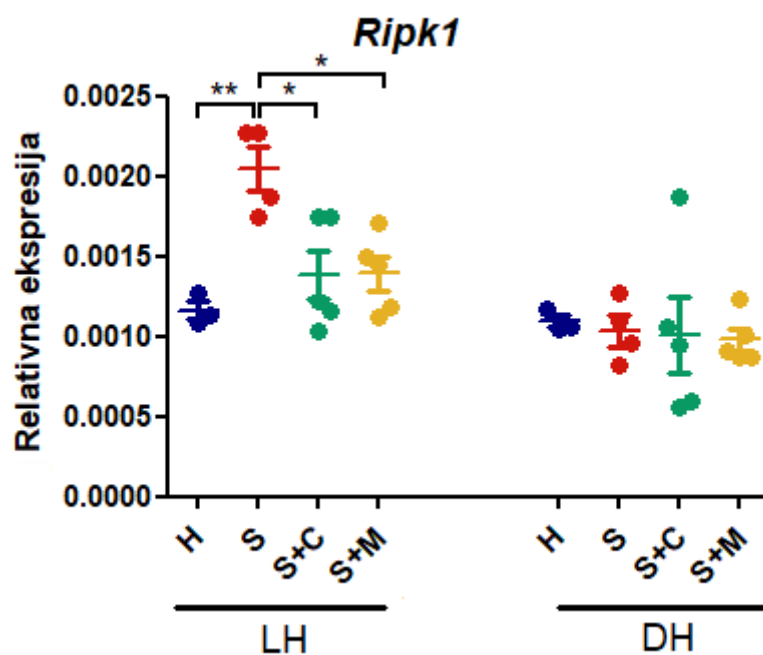 Ripk1
*
** *
0.0025
0.0020
0.0015
0.0010
0.0005
0.0000
Relativna ekspresija
H S S+C S+M H S S+C S+M
LH DH